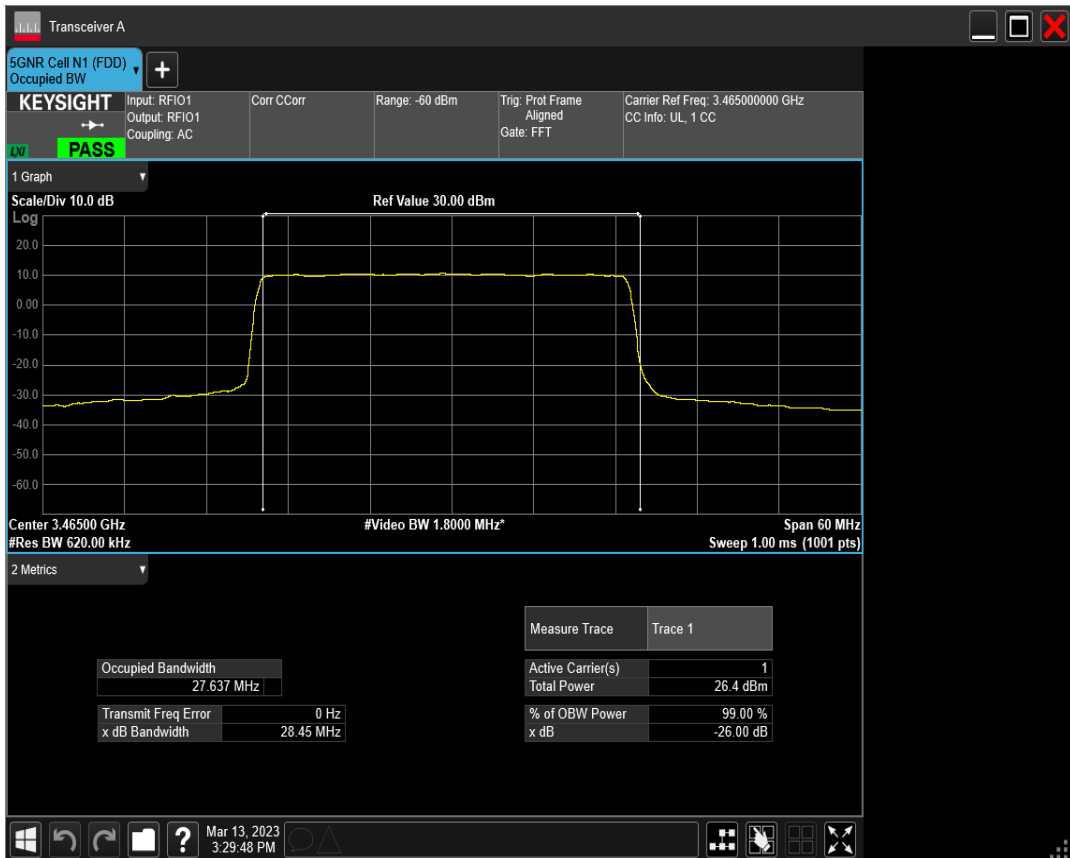 Transceiver A
5GNR Cell N1 (FDD)
Occupied BW
+
KEYSIGHT
LXI
PASS
Input: RFIO1
Output: RFIO1
Coupling: AC
Corr CCorr
Range: -60 dBm
Trig: Prot Frame
Aligned
Gate: FFT
Carrier Ref Freq: 3.465000000 GHz
CC Info: UL, 1 CC
1 Graph
Scale/Div 10.0 dB
Ref Value 30.00 dBm
Log
20.0
10.0
0.00
-10.0
-20.0
-30.0
-40.0
-50.0
-60.0
Center 3.46500 GHz
#Video BW 1.8000 MHz*
Span 60 MHz
#Res BW 620.00 kHz
Sweep 1.00 ms (1001 pts)
2 Metrics
Measure Trace Trace 1
Occupied Bandwidth
27.637 MHz
Active Carrier(s) 1
Total Power 26.4 dBm
Transmit Freq Error 0 Hz
x dB Bandwidth 28.45 MHz
% of OBW Power 99.00 %
x dB -26.00 dB
?
Mar 13, 2023
3:29:48 PM